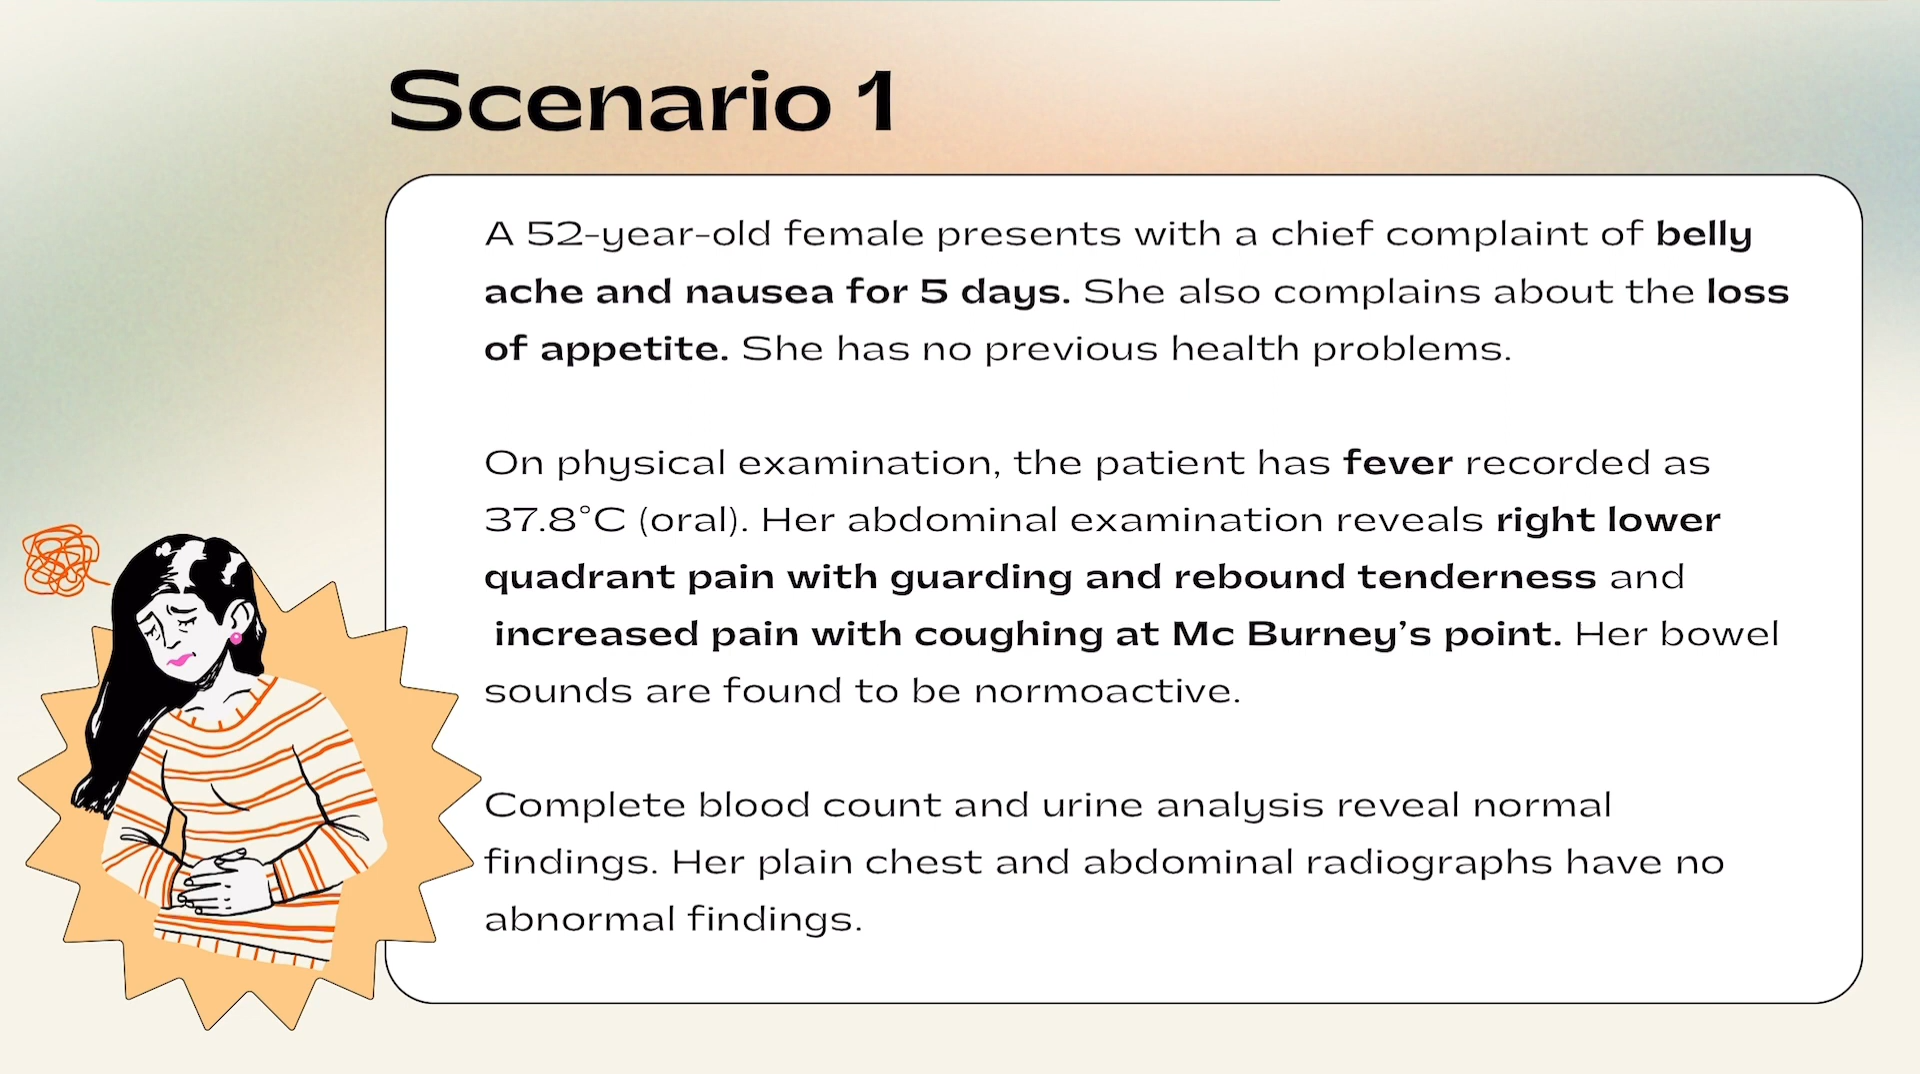 Scenario 1
A 52-year-old female presents with a chief complaint of belly
ache and nausea for 5 days. She also complains about the loss
of appetite. She has no previous health problems.
On physical examination, the patient has fever recorded as
37.8°C (oral). Her abdominal examination reveals right lower
quadrant pain with guarding and rebound tenderness and
increased pain with coughing at Mc Burney’s point. Her bowel
sounds are found to be normoactive.
Complete blood count and urine analysis reveal normal
findings. Her plain chest and abdominal radiographs have no
abnormal findings.